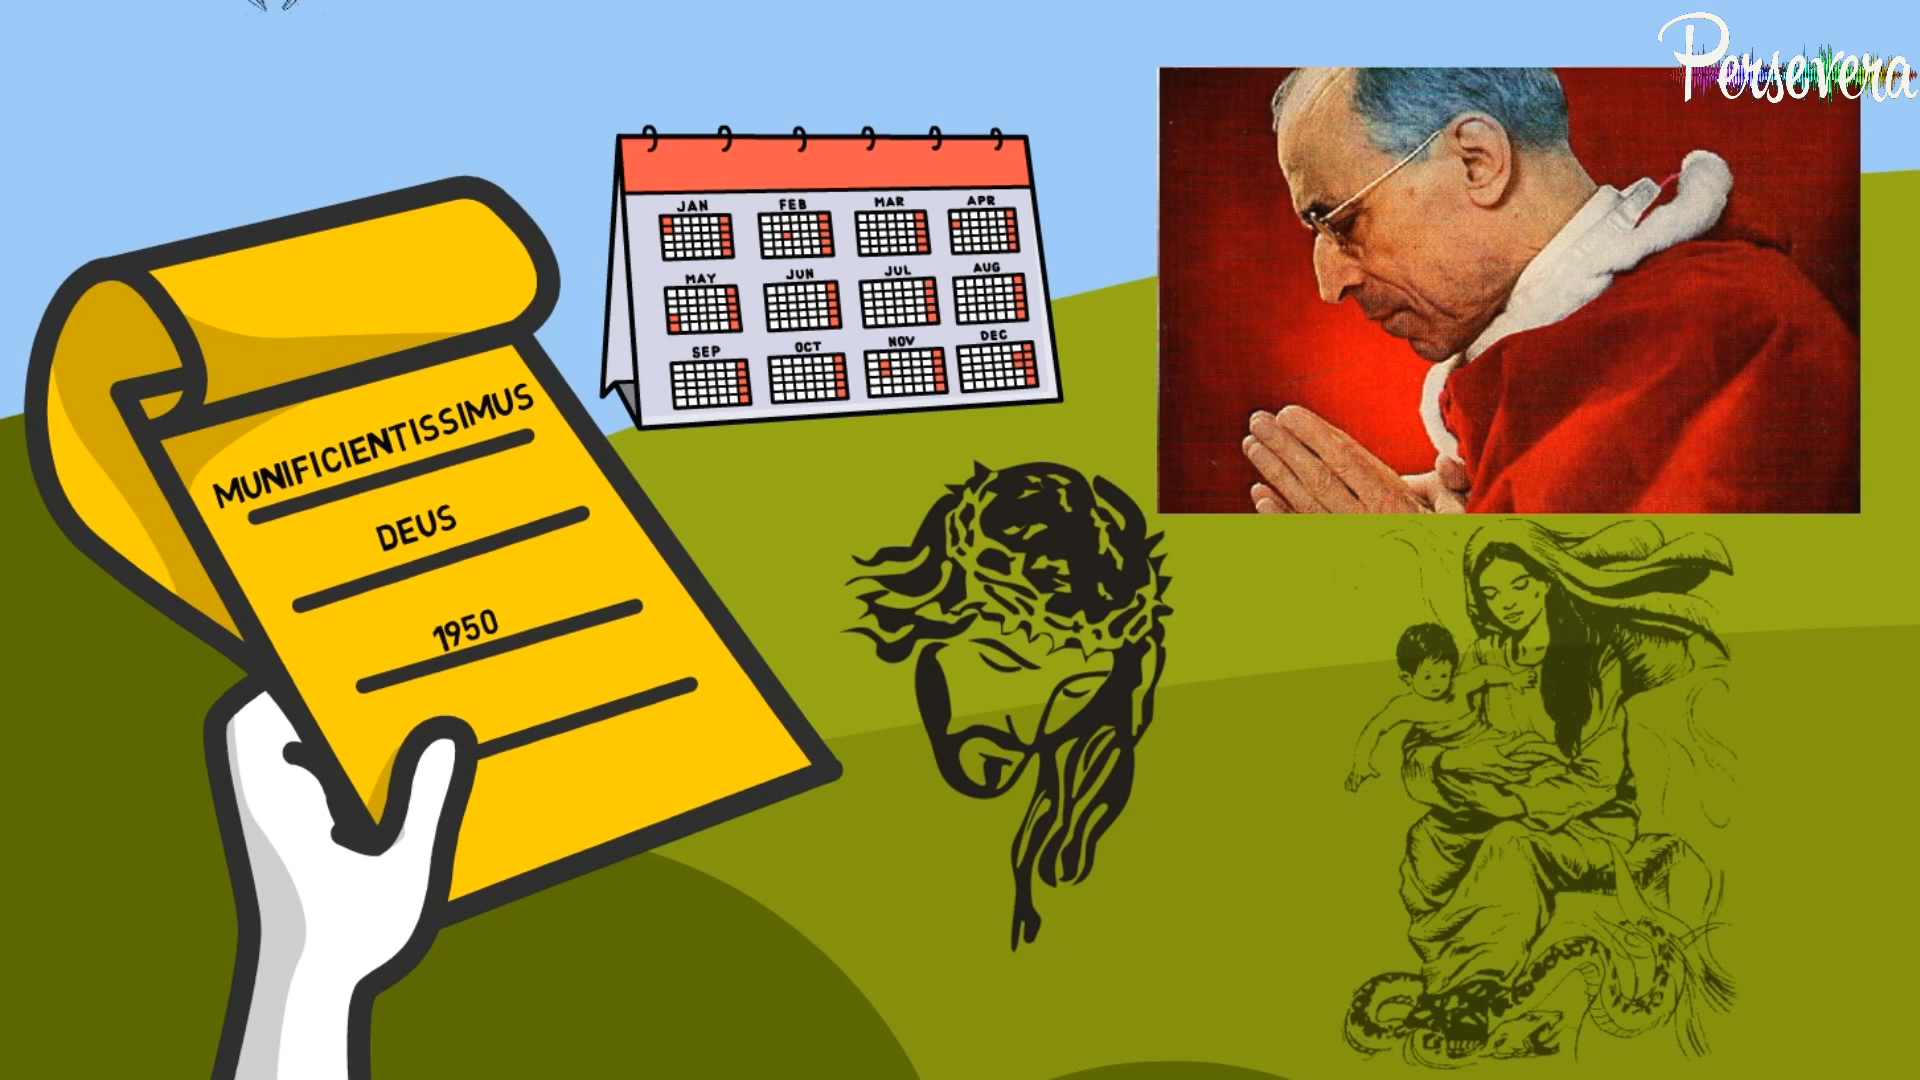 Persevera
JAN FEB MAR APR
MAY JUN JUL AUG
SEP OCT NOV DEC
MUNIFICIENTISSIMUS
DEUS
1950